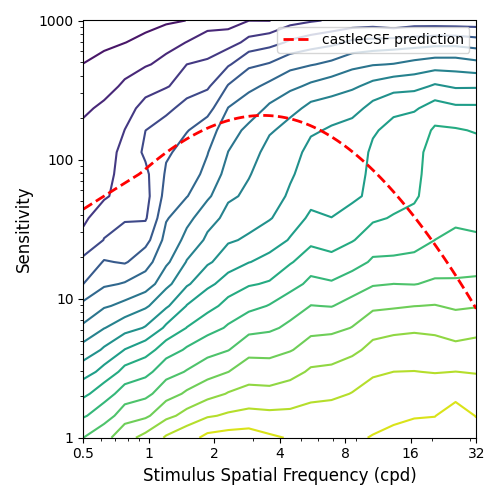 1000
castleCSF prediction
100
Sensitivity
10
1
0.5 1 2 4 8 16 32
Stimulus Spatial Frequency (cpd)